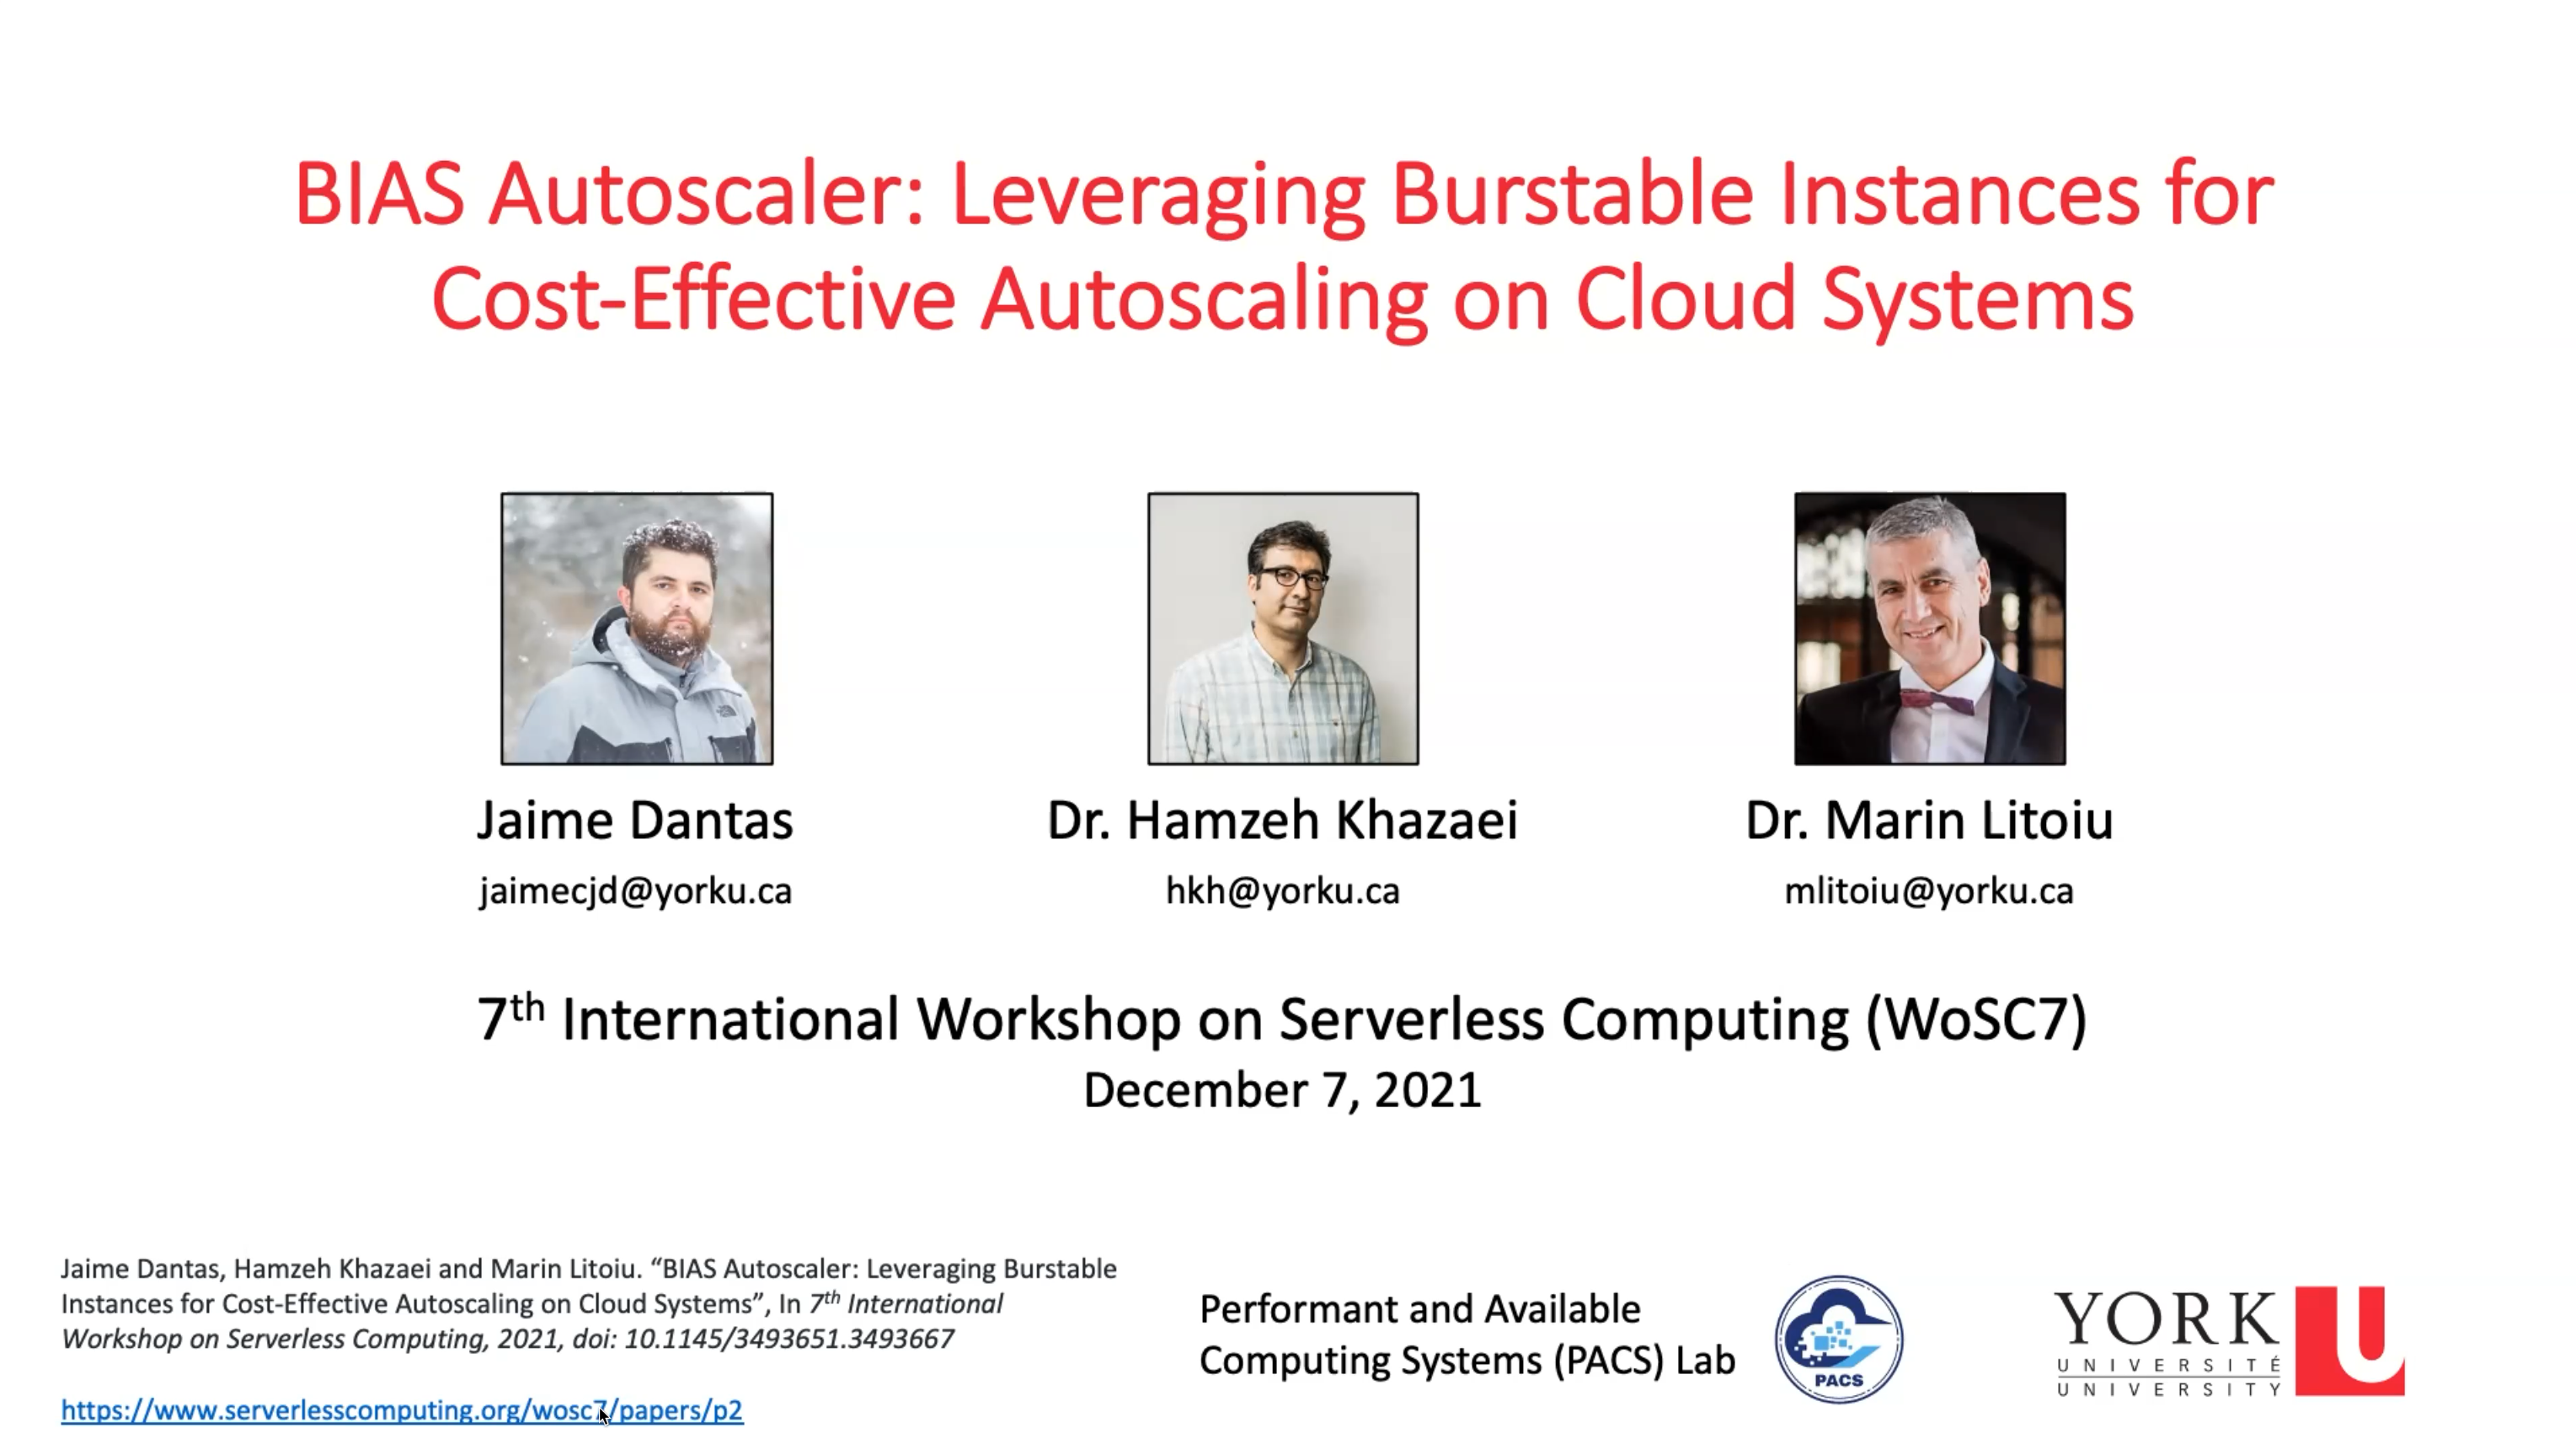 BIAS Autoscaler: Leveraging Burstable Instances for
Cost-Effective Autoscaling on Cloud Systems
Jaime Dantas
jaimecjd@yorku.ca
Dr. Hamzeh Khazaei
hkh@yorku.ca
Dr. Marin Litoiu
mlitoiu@yorku.ca
7th International Workshop on Serverless Computing (WoSC7)
December 7, 2021
Jaime Dantas, Hamzeh Khazaei and Marin Litoiu. “BIAS Autoscaler: Leveraging Burstable
Instances for Cost-Effective Autoscaling on Cloud Systems”, In 7th International
Workshop on Serverless Computing, 2021, doi: 10.1145/3493651.3493667
https://www.serverlesscomputing.org/wosc7/papers/p2
Performant and Available
Computing Systems (PACS) Lab
PACS
YORK U
UNIVERSITÉ
UNIVERSITY